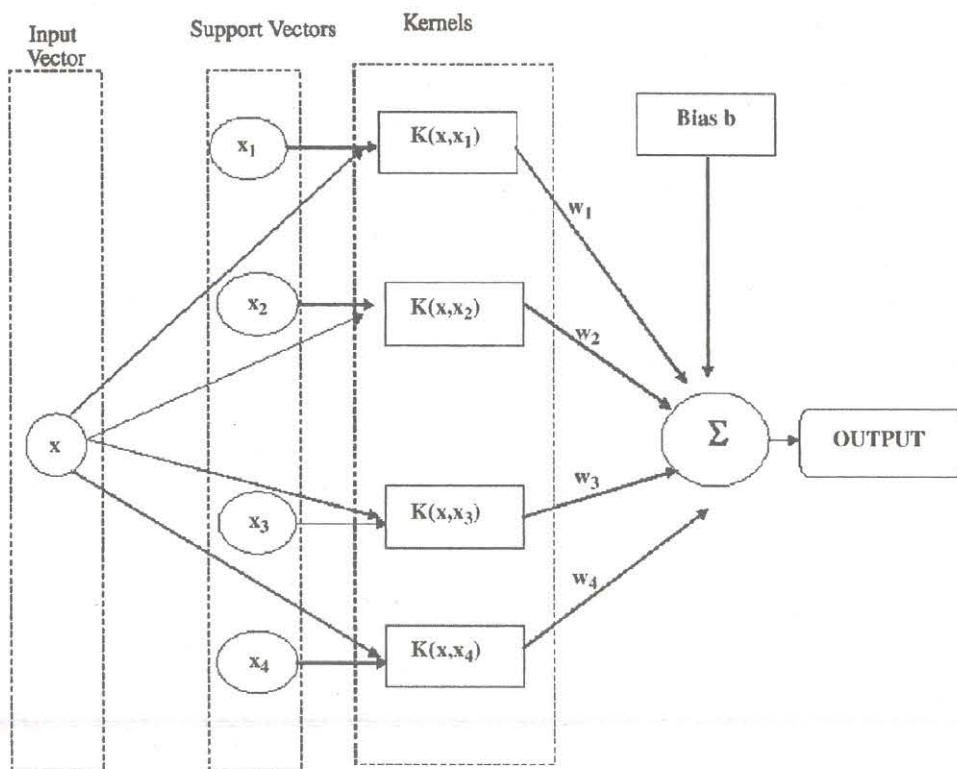 Input
Vector
Support Vectors
Kernels
x₁
K(x,x₁)
Bias b
w₁
x₂
K(x,x₂)
w₂
x
Σ
OUTPUT
w₃
x₃
K(x,x₃)
w₄
x₄
K(x,x₄)